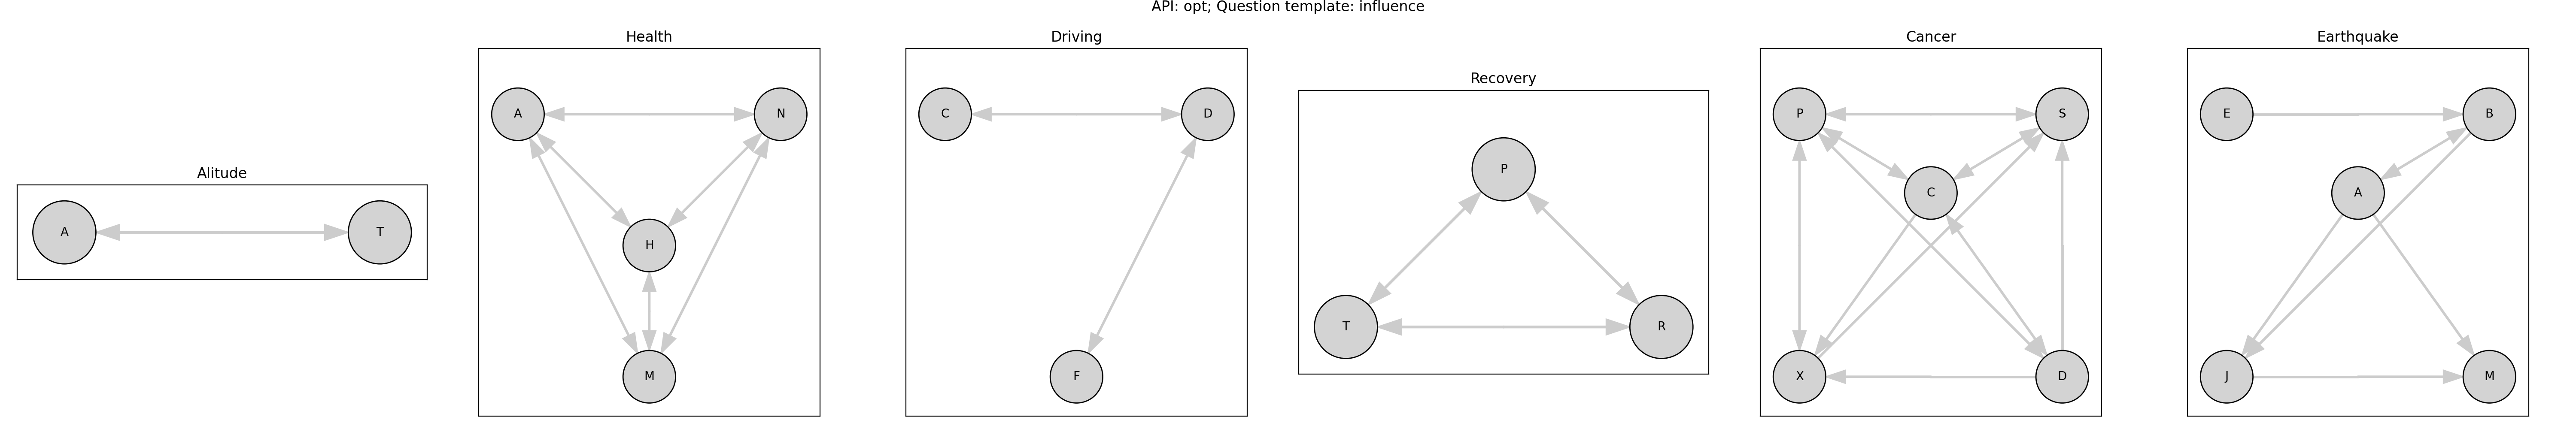 API: opt; Question template: influence
Alitude
A
T
Health
A
N
H
M
Driving
C
D
F
Recovery
P
T
R
Cancer
P
S
C
X
D
Earthquake
E
B
A
J
M